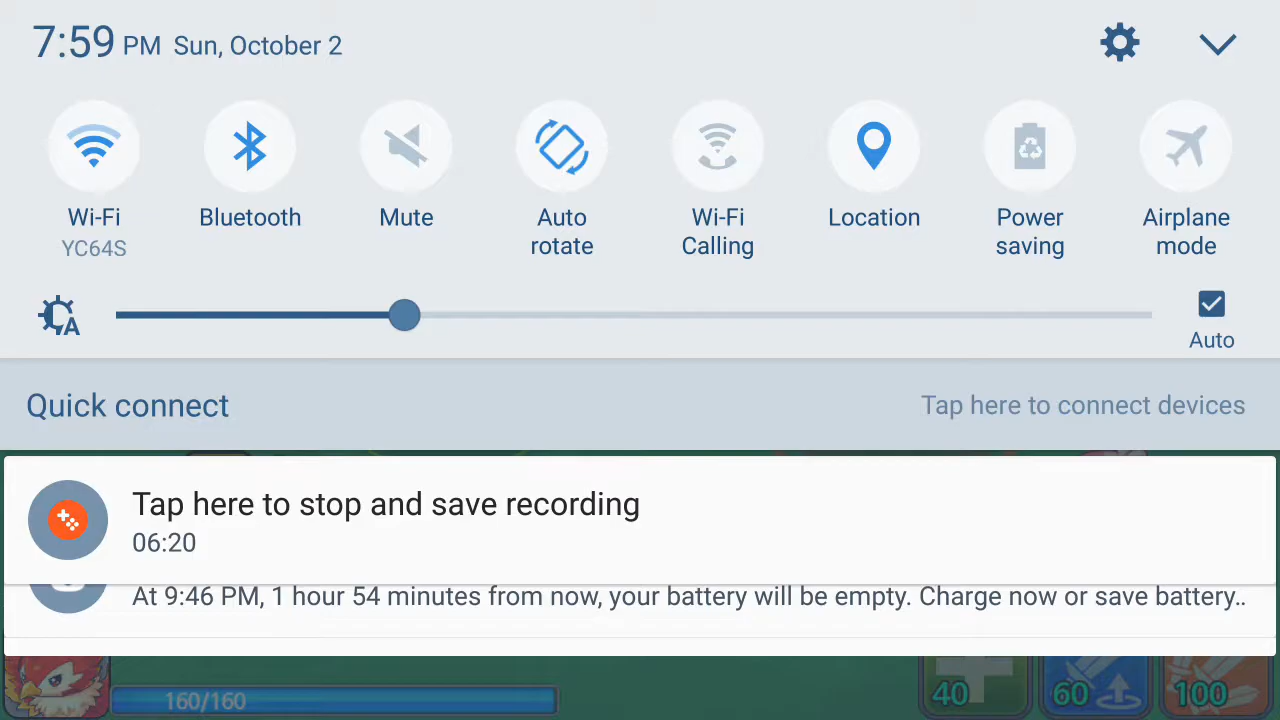 7:59 PM Sun, October 2
Wi-Fi
YC64S
Bluetooth
Mute
Auto
rotate
Wi-Fi
Calling
Location
Power
saving
Airplane
mode
A
Auto
Quick connect
Tap here to connect devices
Tap here to stop and save recording
06:20
At 9:46 PM, 1 hour 54 minutes from now, your battery will be empty. Charge now or save battery..
160/160
40
60
100